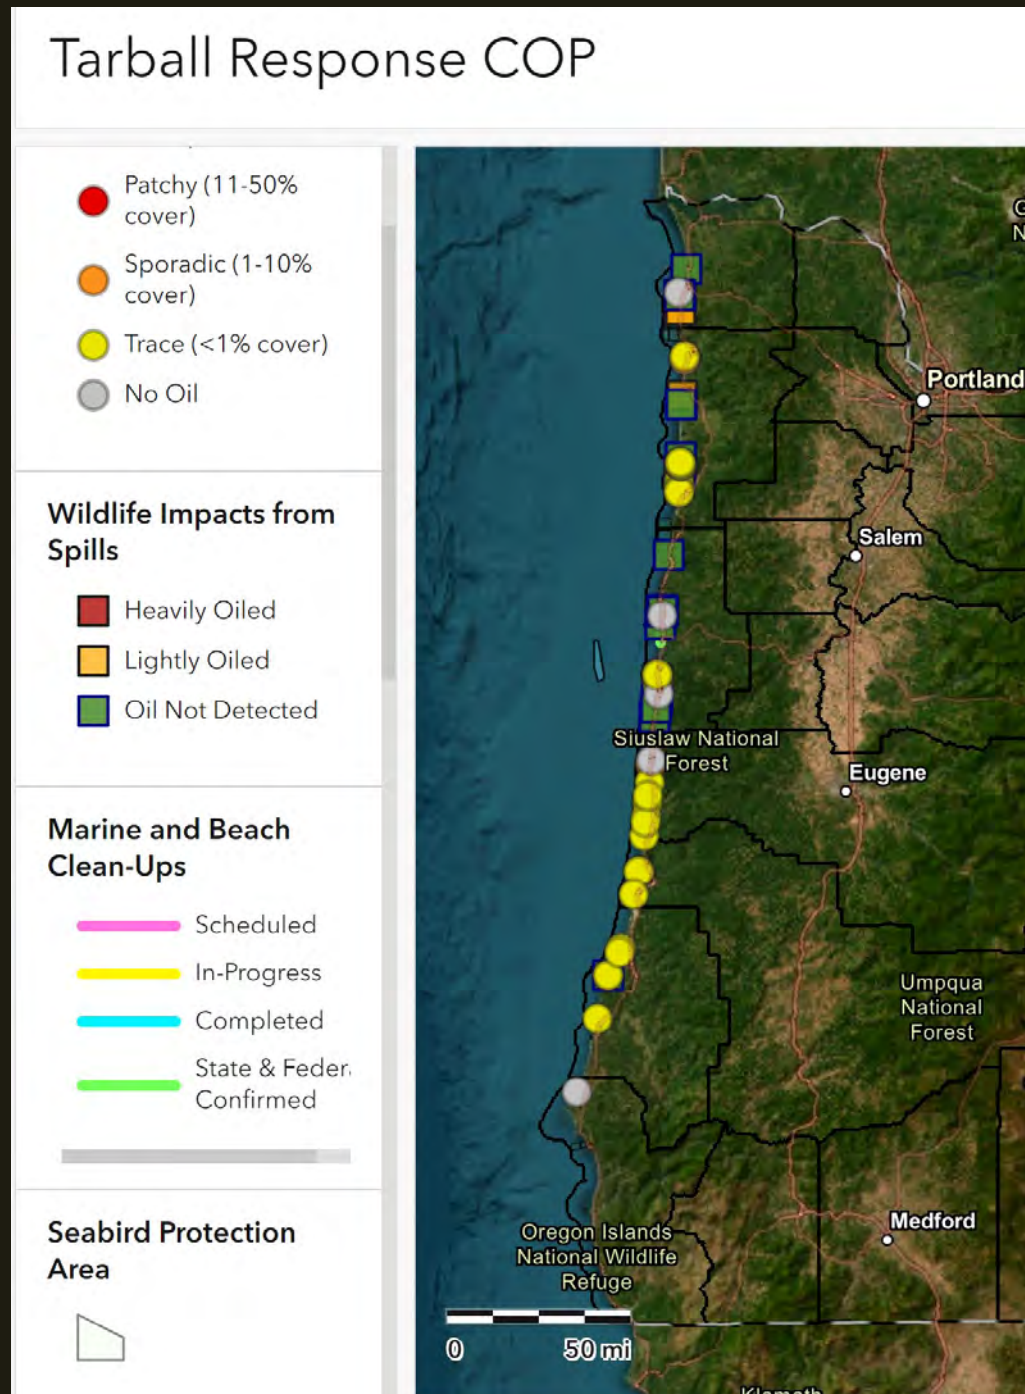 Tarball Response COP
Patchy (11-50%
cover)
Sporadic (1-10%
cover)
Trace (<1% cover)
No Oil
Wildlife Impacts from
Spills
Heavily Oiled
Lightly Oiled
Oil Not Detected
Marine and Beach
Clean-Ups
Scheduled
In-Progress
Completed
State & Feder
Confirmed
Seabird Protection
Area
G
N
Portland
Salem
Siuslaw National
Forest
Eugene
Umpqua
National
Forest
Medford
Oregon Islands
National Wildlife
Refuge
0 50 mi
Klamath